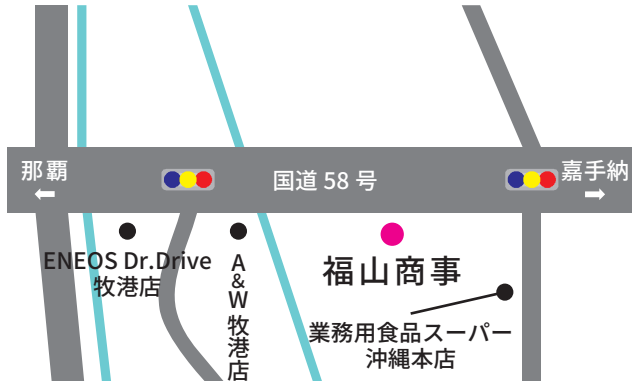 那覇
国道 58 号
嘉手納
ENEOS Dr.Drive
牧港店
A&W牧港店
福山商事
業務用食品スーパー
沖縄本店